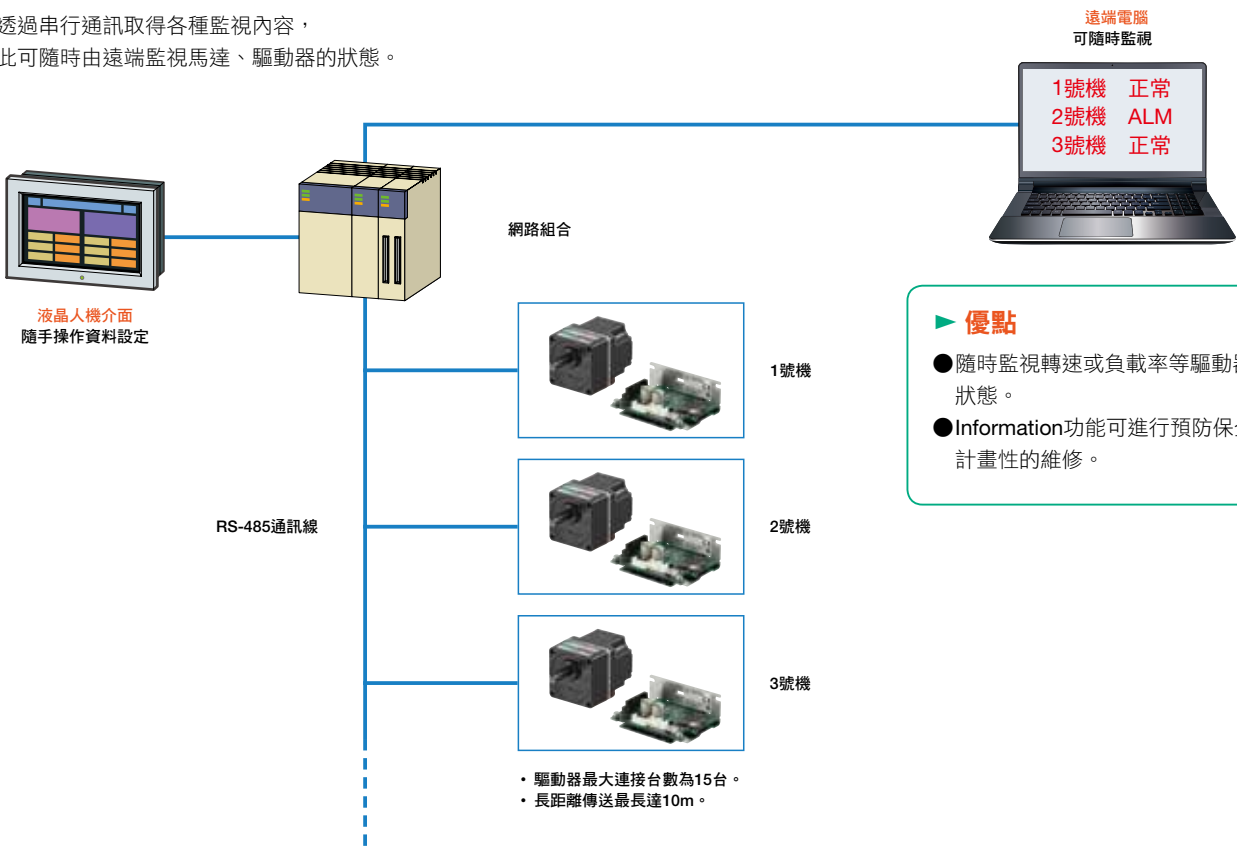 透過串行通訊取得各種監視內容，
此可隨時由遠端監視馬達、驅動器的狀態。
遠端電腦
可隨時監視
1號機 正常
2號機 ALM
3號機 正常
網路組合
液晶人機介面
隨手操作資料設定
► 優點
●隨時監視轉速或負載率等驅動器
狀態。
●Information功能可進行預防保
計畫性的維修。
1號機
RS-485通訊線
2號機
3號機
・驅動器最大連接台數為15台。
・長距離傳送最長達10m。